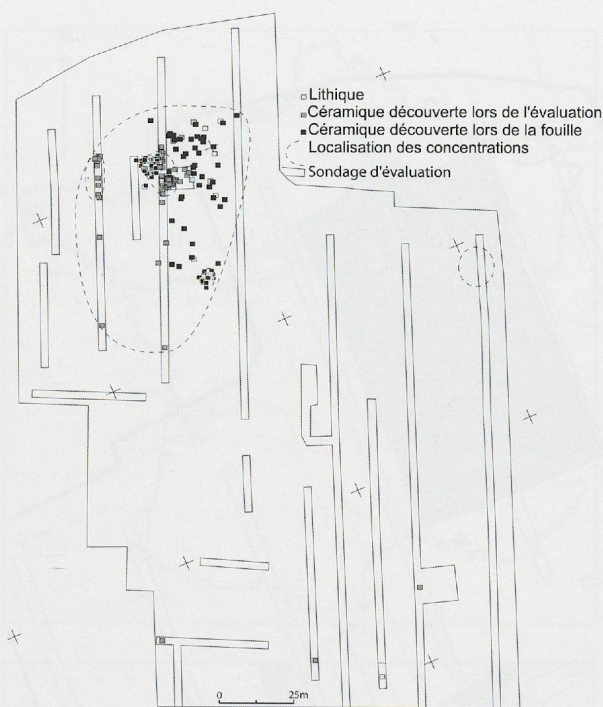 Lithique
Céramique découverte lors de l'évaluation
Céramique découverte lors de la fouille
Localisation des concentrations
Sondage d'évaluation
0 25m